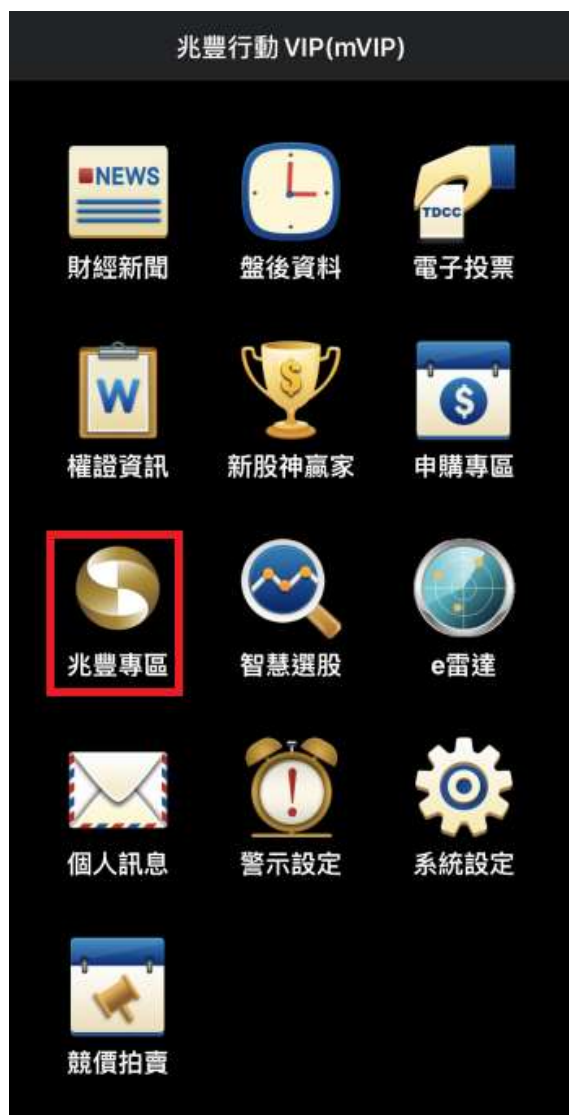 兆豐行動 VIP(mVIP)
NEWS
TDCC
財經新聞 盤後資料 電子投票
W
$
$
權證資訊 新股神贏家 申購專區
兆豐專區 智慧選股 e雷達
!
個人訊息 警示設定 系統設定
競價拍賣